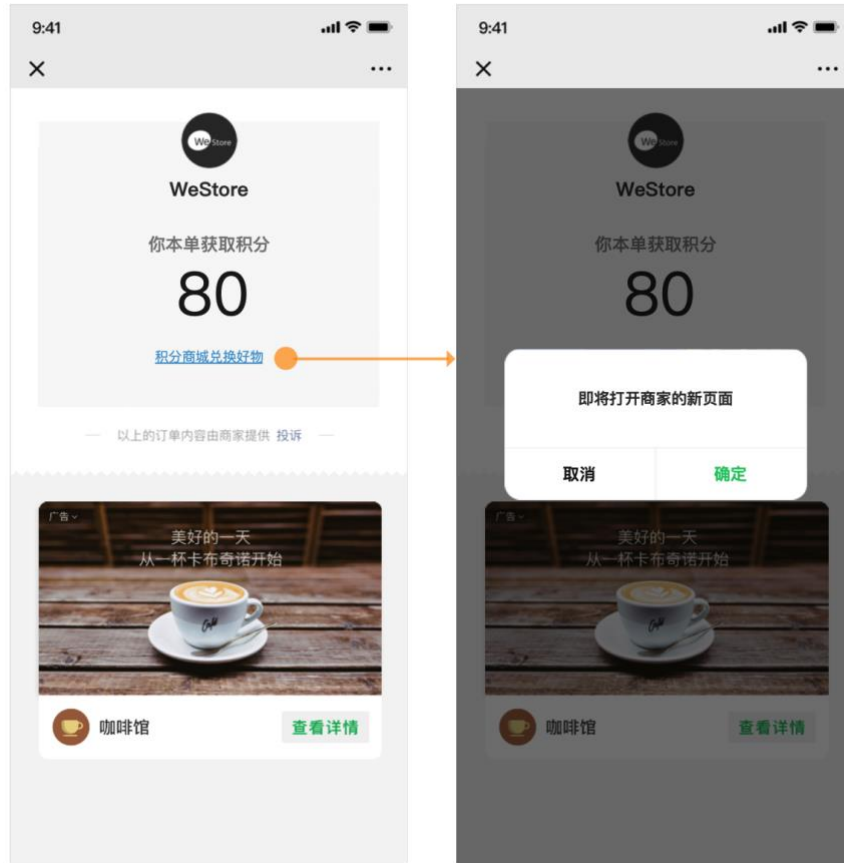 9:41
WeStore
WeStore
你本单获取积分
80
积分商城兑换好物
以上的订单内容由商家提供 投诉
广告
美好的一天
从一杯卡布奇诺开始
Café
咖啡馆
查看详情
9:41
WeStore
WeStore
你本单获取积分
80
即将打开商家的新页面
取消
确定
广告
美好的一天
从一杯卡布奇诺开始
Café
咖啡馆
查看详情